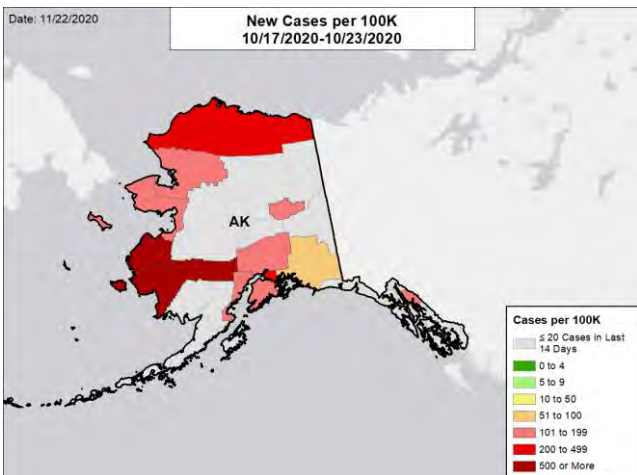 Date: 11/22/2020
New Cases per 100K
10/17/2020-10/23/2020
AK
Cases per 100K
≤ 20 Cases in Last
14 Days
0 to 4
5 to 9
10 to 50
51 to 100
101 to 199
200 to 499
500 or More